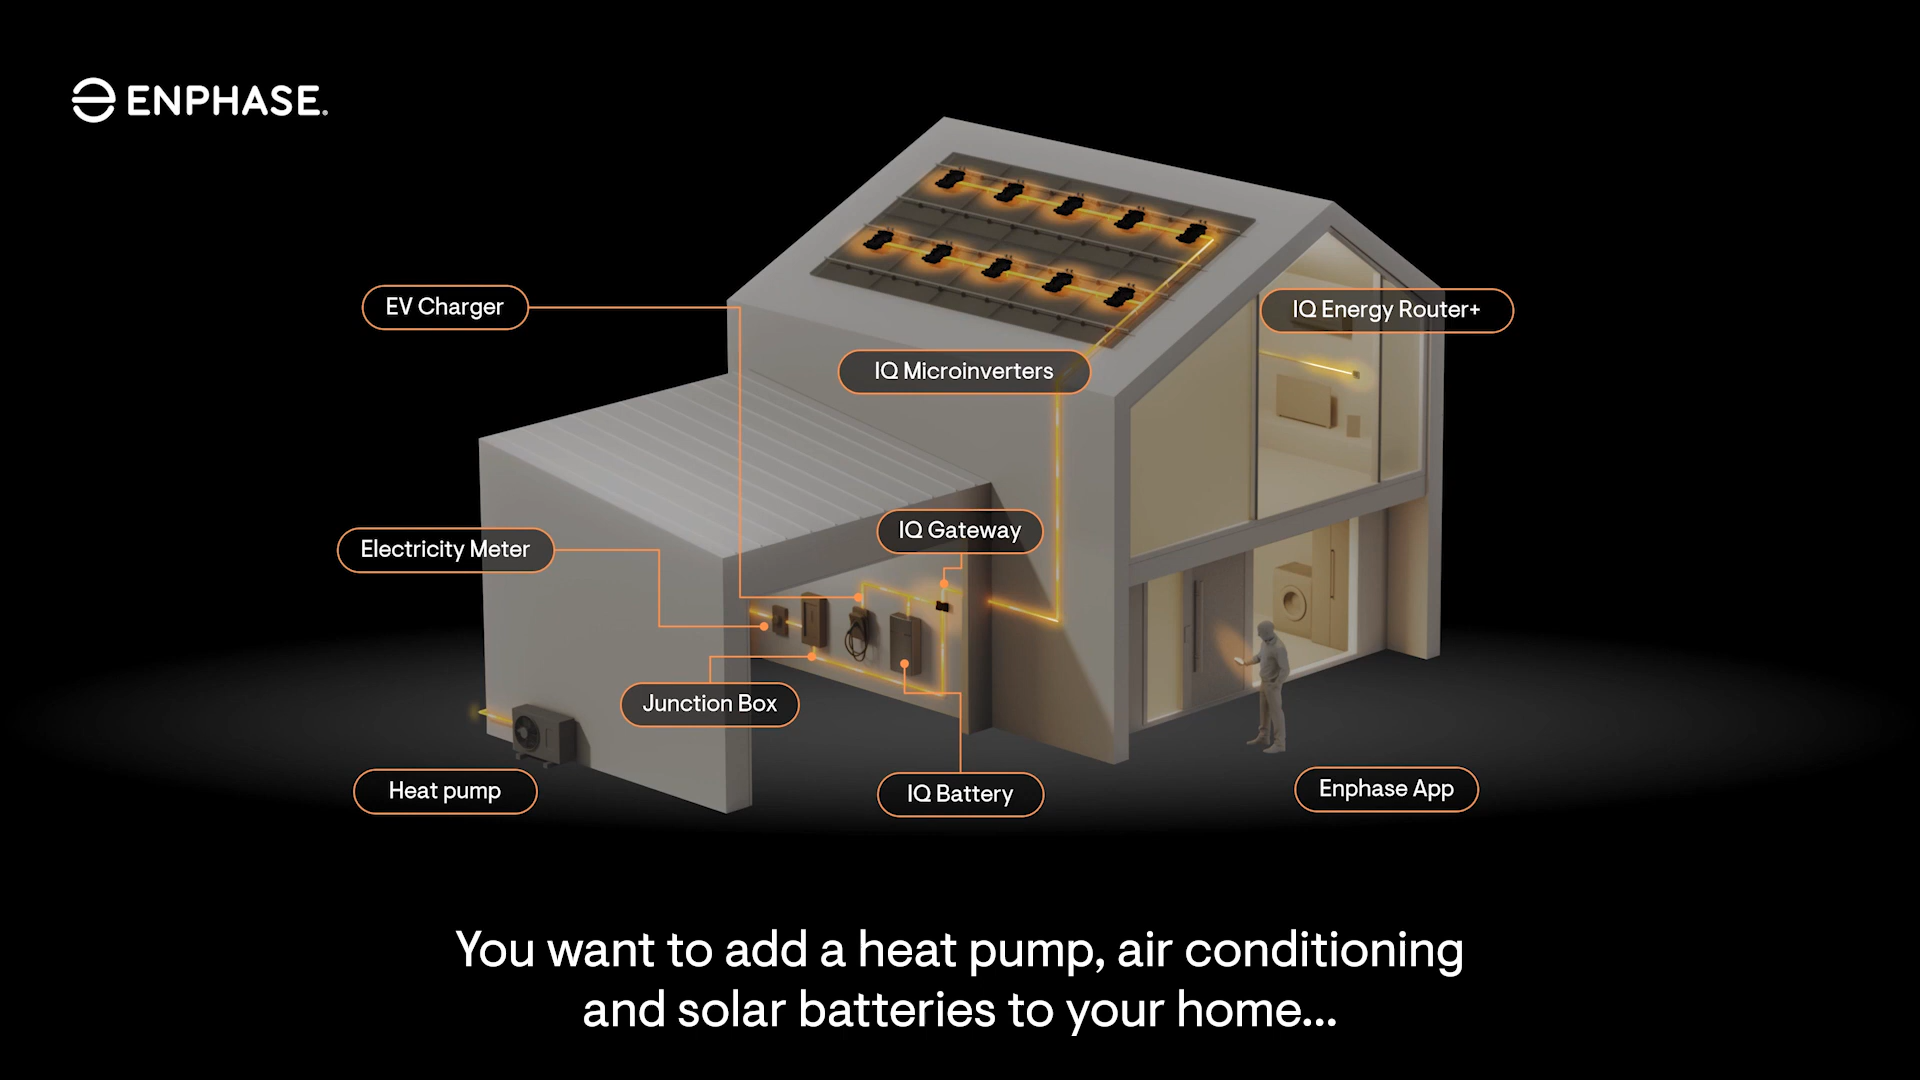 ENPHASE.
EV Charger
IQ Energy Router+
IQ Microinverters
IQ Gateway
Electricity Meter
Junction Box
Heat pump
IQ Battery
Enphase App
You want to add a heat pump, air conditioning
and solar batteries to your home...